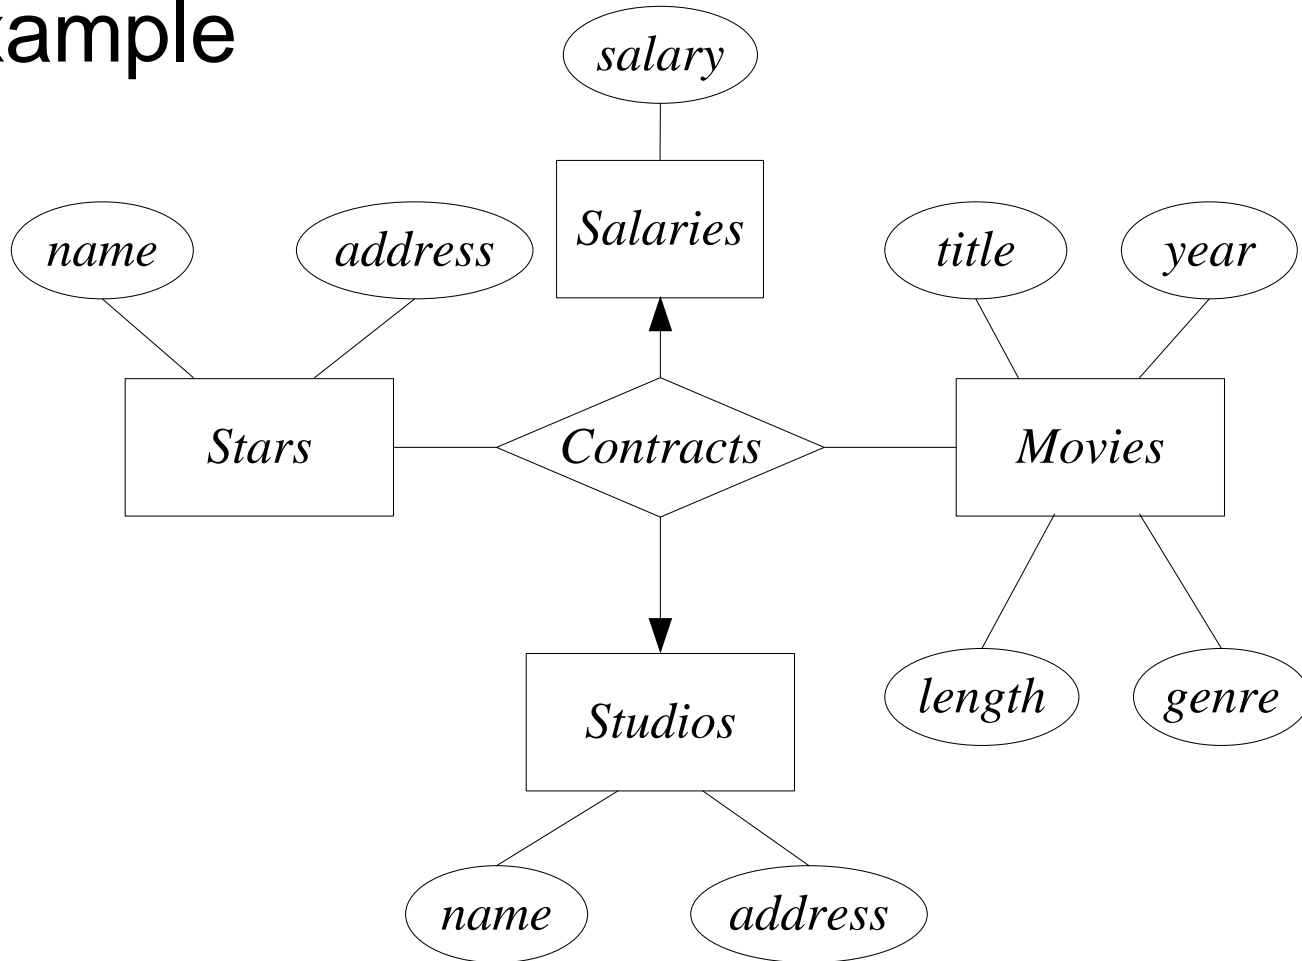 xample
salary
Salaries
name
address
title
year
Stars
Contracts
Movies
Studios
length
genre
name
address